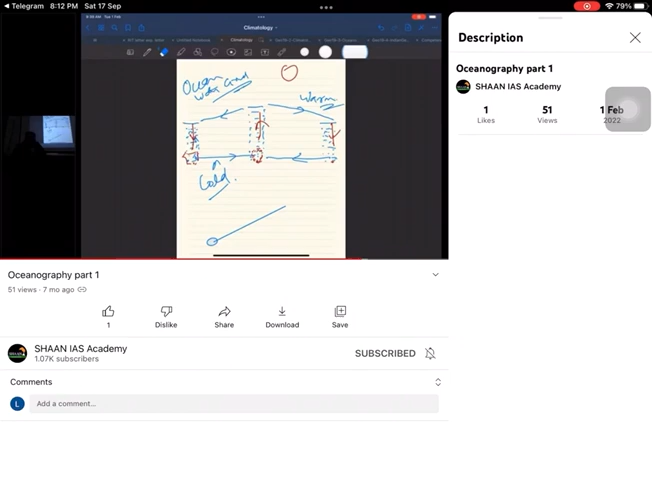 Telegram 8:12 PM Sat 17 Sep
79%
Climatology
Ocean
Warm
Cold
Oceanography part 1
51 views · 7 mo ago
1
Dislike
Share
Download
Save
SHAAN IAS Academy
1.07K subscribers
SUBSCRIBED
Comments
L
Add a comment...
Description
Oceanography part 1
SHAAN IAS Academy
1
Likes
51
Views
1 Feb
2022